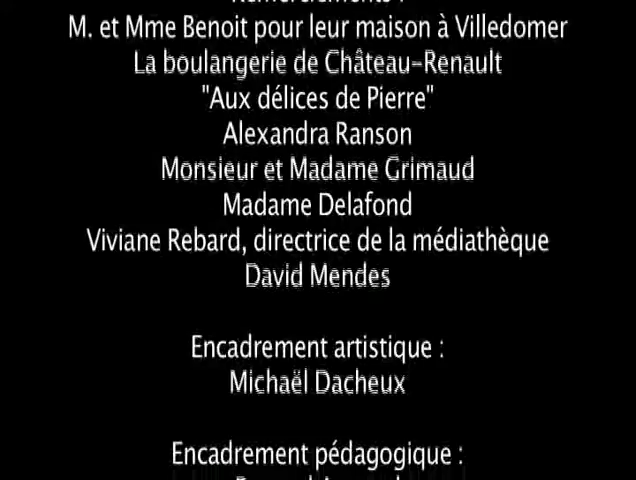 Remerciements :
M. et Mme Benoit pour leur maison à Villedomer
La boulangerie de Château-Renault
"Aux délices de Pierre"
Alexandra Ranson
Monsieur et Madame Grimaud
Madame Delafond
Viviane Rebard, directrice de la médiathèque
David Mendes
Encadrement artistique :
Michaël Dacheux
Encadrement pédagogique :